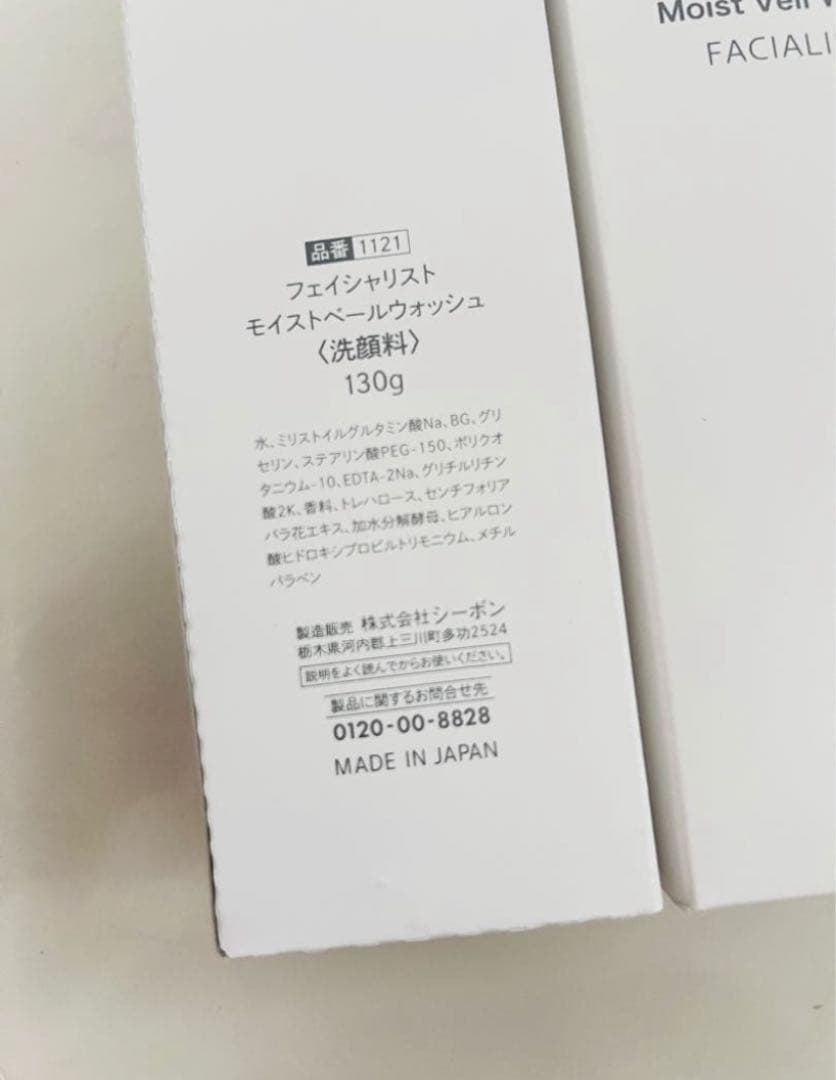 品番 1121
フェイシャリスト
モイストベールウォッシュ
〈洗顔料〉
130g
水、ミリストイルグルタミン酸Na、BG、グリ
セリン、ステアリン酸PEG-150、ポリクオ
タニウム-10、EDTA-2Na、グリチルリチン
酸2K、香料、トレハロース、センチフォリア
バラ花エキス、加水分解酵母、ヒアルロン
酸ヒドロキシプロピルトリモニウム、メチル
パラベン
製造販売 株式会社シーボン
栃木県河内郡上三川町多功2524
説明をよく読んでからお使いください。
製品に関するお問合せ先
0120-00-8828
MADE IN JAPAN
Moist Veil W
FACIALI